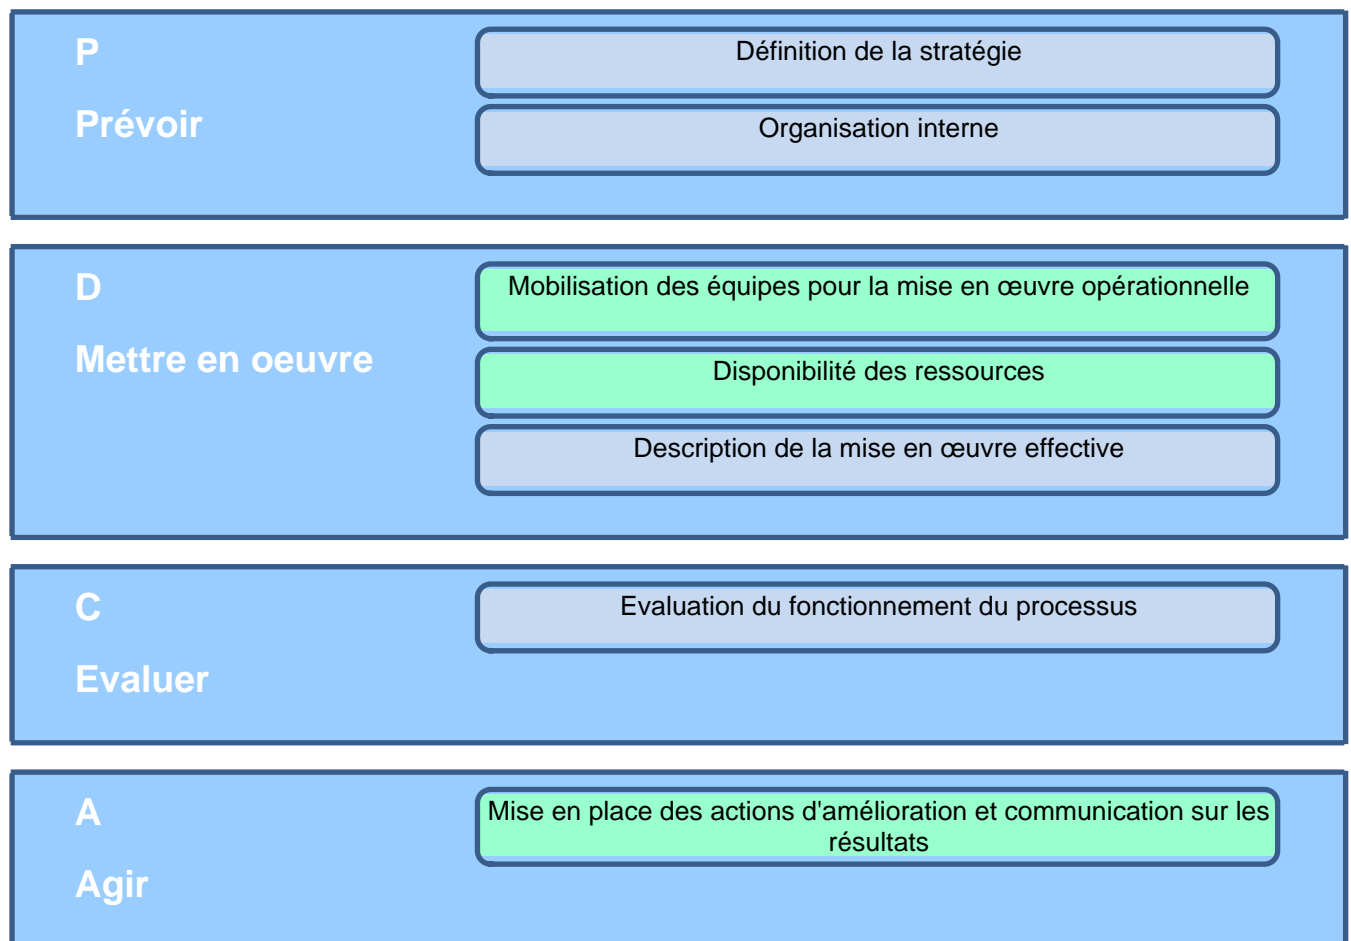 P
Définition de la stratégie
Prévoir
Organisation interne
D
Mobilisation des équipes pour la mise en œuvre opérationnelle
Mettre en oeuvre
Disponibilité des ressources
Description de la mise en œuvre effective
C
Evaluation du fonctionnement du processus
Evaluer
A
Mise en place des actions d'amélioration et communication sur les
résultats
Agir